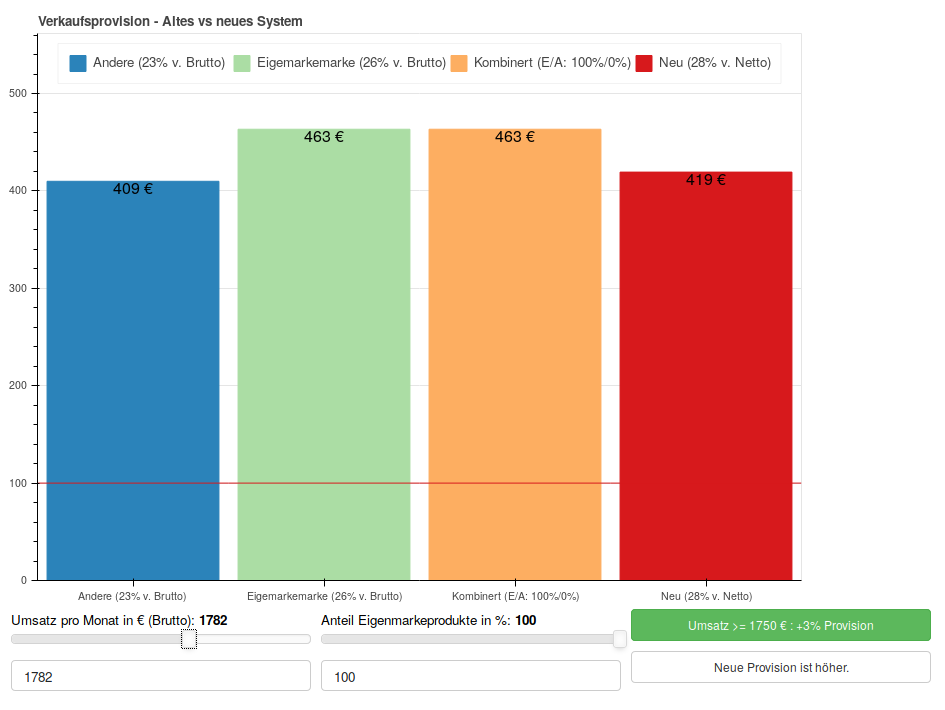 Verkaufsprovision - Altes vs neues System
Andere (23% v. Brutto) Eigemarkemarke (26% v. Brutto) Kombinert (E/A: 100%/0%) Neu (28% v. Netto)
500
400
300
200
100
0
409 €
463 €
463 €
419 €
Andere (23% v. Brutto)
Eigemarkemarke (26% v. Brutto)
Kombinert (E/A: 100%/0%)
Neu (28% v. Netto)
Umsatz pro Monat in € (Brutto): 1782
1782
Anteil Eigenmarkeprodukte in %: 100
100
Umsatz >= 1750 € : +3% Provision
Neue Provision ist höher.